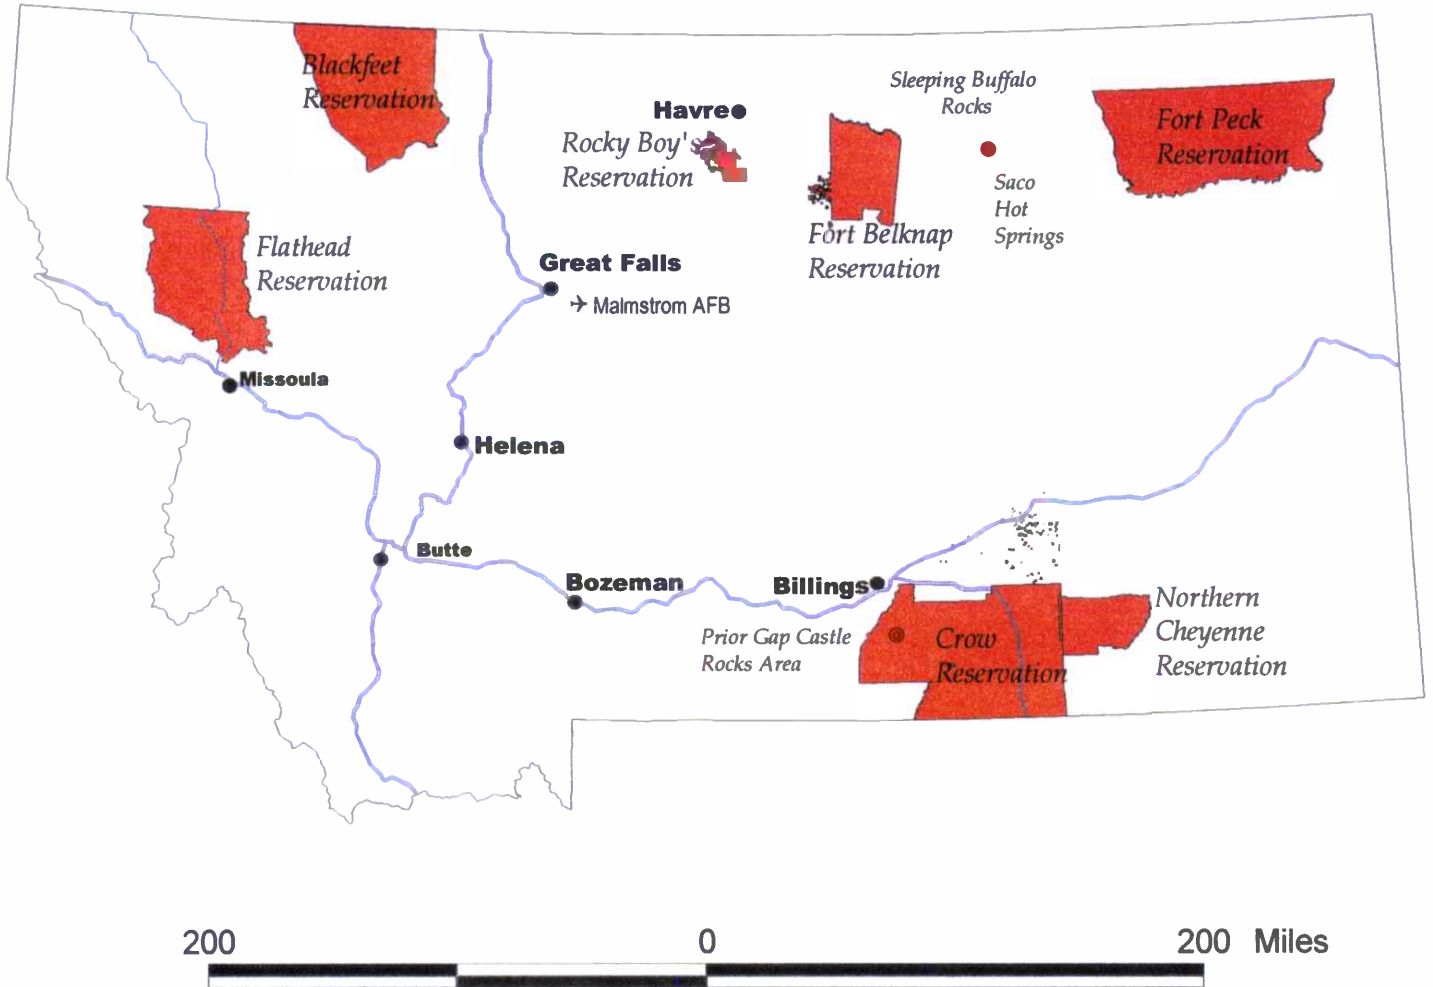 Blackfeet
Reservation
Havre
Rocky Boy's
Reservation
Sleeping Buffalo
Rocks
Saco
Hot
Springs
Fort Peck
Reservation
Fort Belknap
Reservation
Flathead
Reservation
Great Falls
Malmstrom AFB
Missoula
Helena
Butte
Bozeman
Billings
Prior Gap Castle
Rocks Area
Crow
Reservation
Northern
Cheyenne
Reservation
200 0 200 Miles